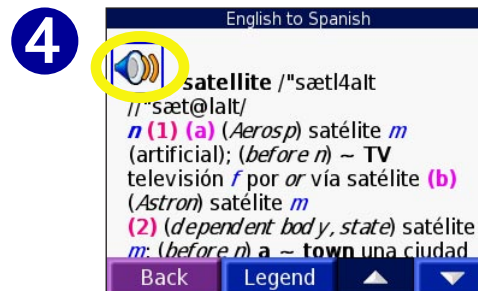 4
English to Spanish
satellite /"sætl4aIt
//"sæt@laIt/
n (1) (a) (Aerosp) satélite m
(artificial); (before n) ~ TV
televisión f por or vía satélite (b)
(Astron) satélite m
(2) (dependent body, state) satélite
m; (before n) a ~ town una ciudad
Back Legend